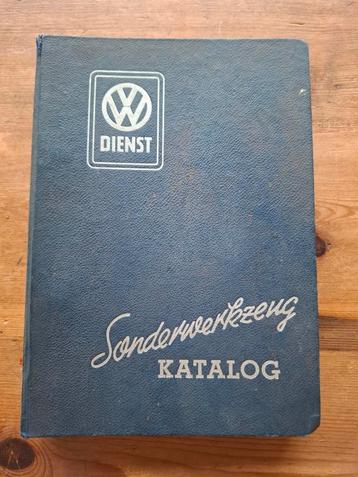 VW
DIENST
Sonderwerkzeug
KATALOG